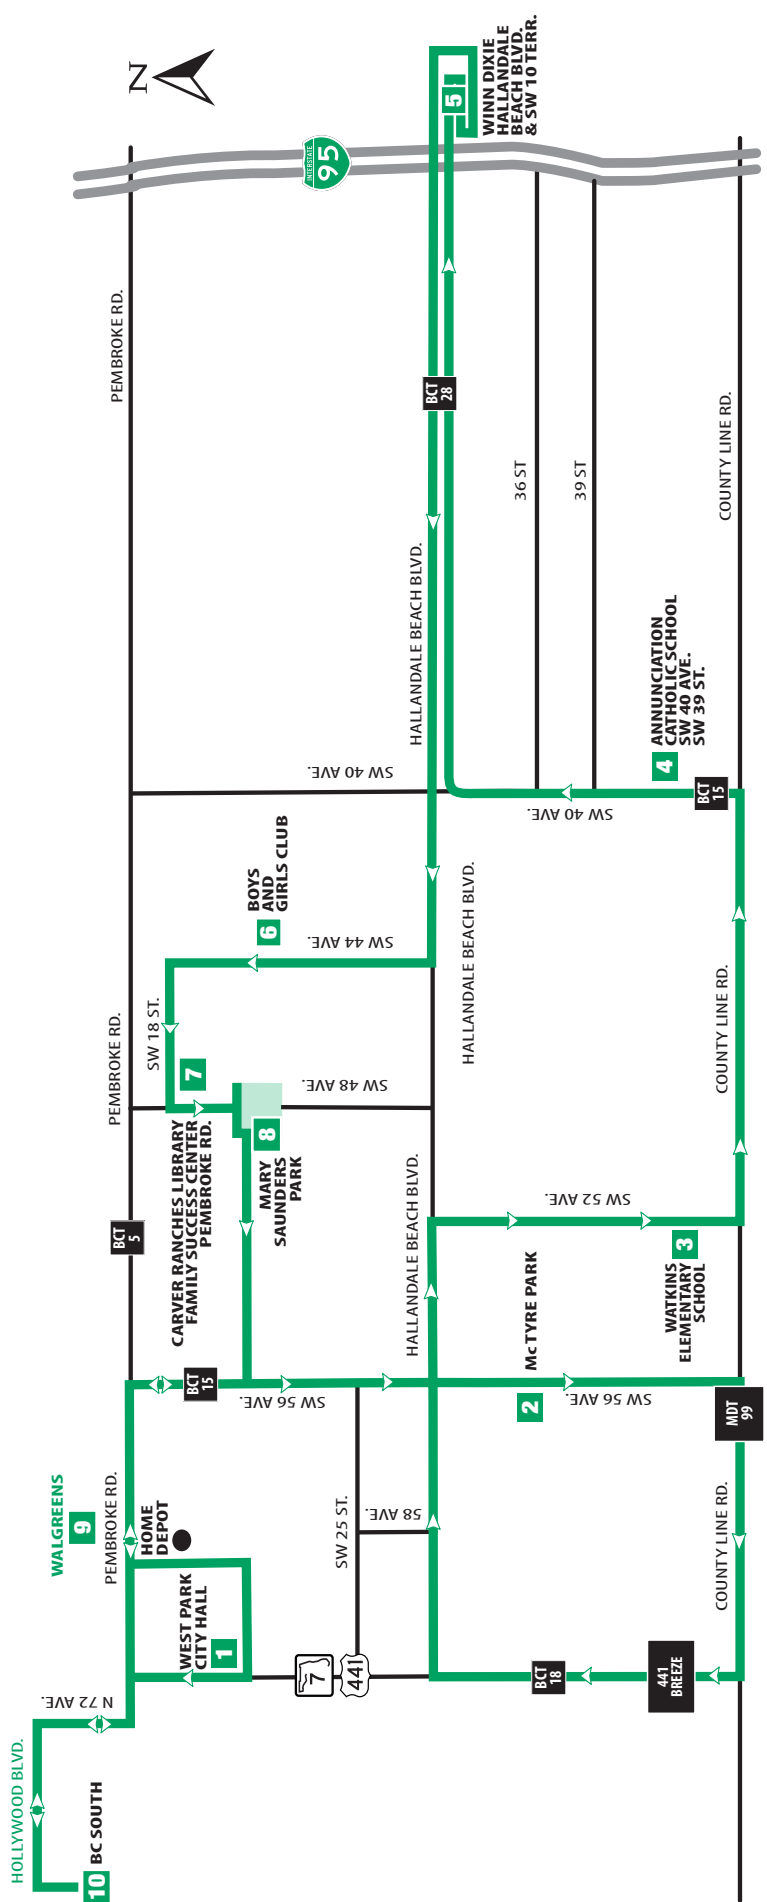 N
INTERSTATE
95
5
WINN DIXIE
HALLANDALE
BEACH BLVD.
& SW 10 TERR.
PEMBROKE RD.
BCT
28
36 ST
39 ST
COUNTY LINE RD.
HALLANDALE BEACH BLVD.
4
ANNUNCIATION
CATHOLIC SCHOOL
SW 40 AVE.
SW 39 ST.
SW 40 AVE.
BCT
15
SW 40 AVE.
6
BOYS
AND
GIRLS CLUB
SW 44 AVE.
HALLANDALE BEACH BLVD.
PEMBROKE RD.
SW 18 ST.
7
CARVER RANCHES LIBRARY
FAMILY SUCCESS CENTER
PEMBROKE RD.
SW 48 AVE.
COUNTY LINE RD.
8
MARY
SAUNDERS
PARK
BCT
5
HALLANDALE BEACH BLVD.
SW 52 AVE.
3
WATKINS
ELEMENTARY
SCHOOL
McTYRE PARK
2
BCT
15
SW 56 AVE.
SW 56 AVE.
MDT
99
WALGREENS
9
PEMBROKE RD.
HOME
DEPOT
SW 25 ST.
58 AVE.
COUNTY LINE RD.
WEST PARK
CITY HALL
1
7
441
BCT
18
441
BREEZE
N 72 AVE.
HOLLYWOOD BLVD.
10
BC SOUTH